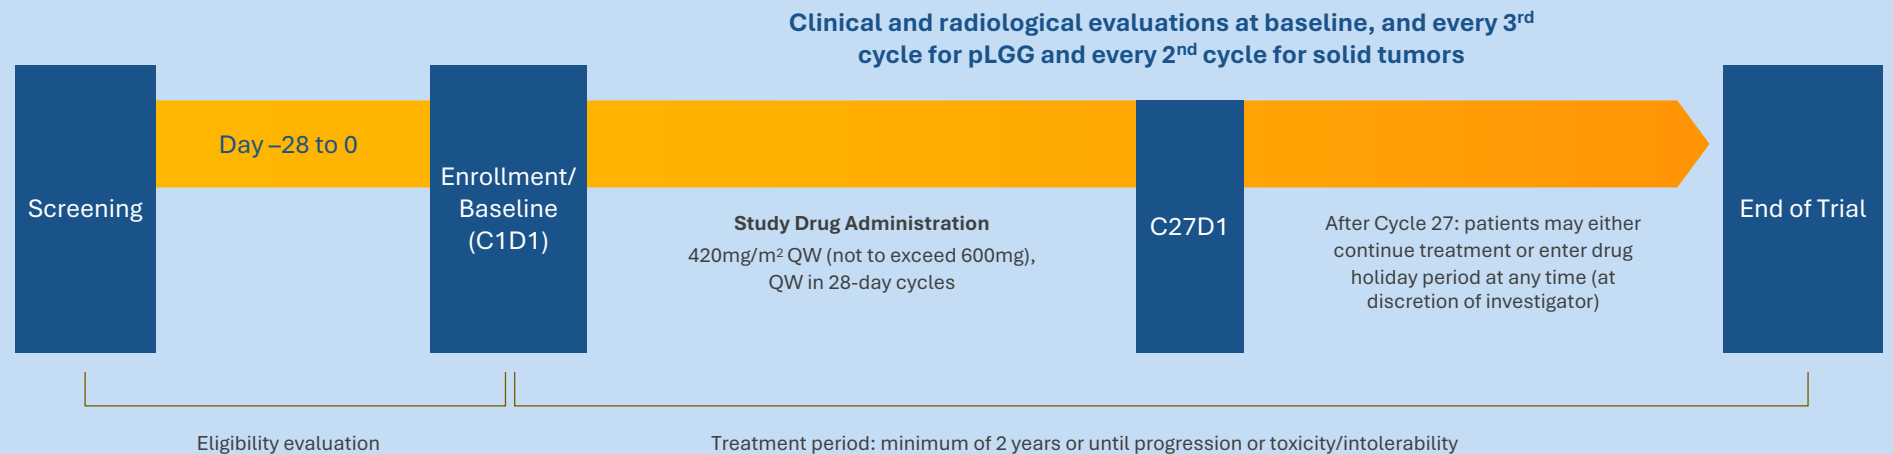 Clinical and radiological evaluations at baseline, and every 3rd
cycle for pLGG and every 2nd cycle for solid tumors
Screening
Day –28 to 0
Enrollment/
Baseline
(C1D1)
Study Drug Administration
420mg/m² QW (not to exceed 600mg),
QW in 28-day cycles
C27D1
After Cycle 27: patients may either
continue treatment or enter drug
holiday period at any time (at
discretion of investigator)
End of Trial
Eligibility evaluation
Treatment period: minimum of 2 years or until progression or toxicity/intolerability